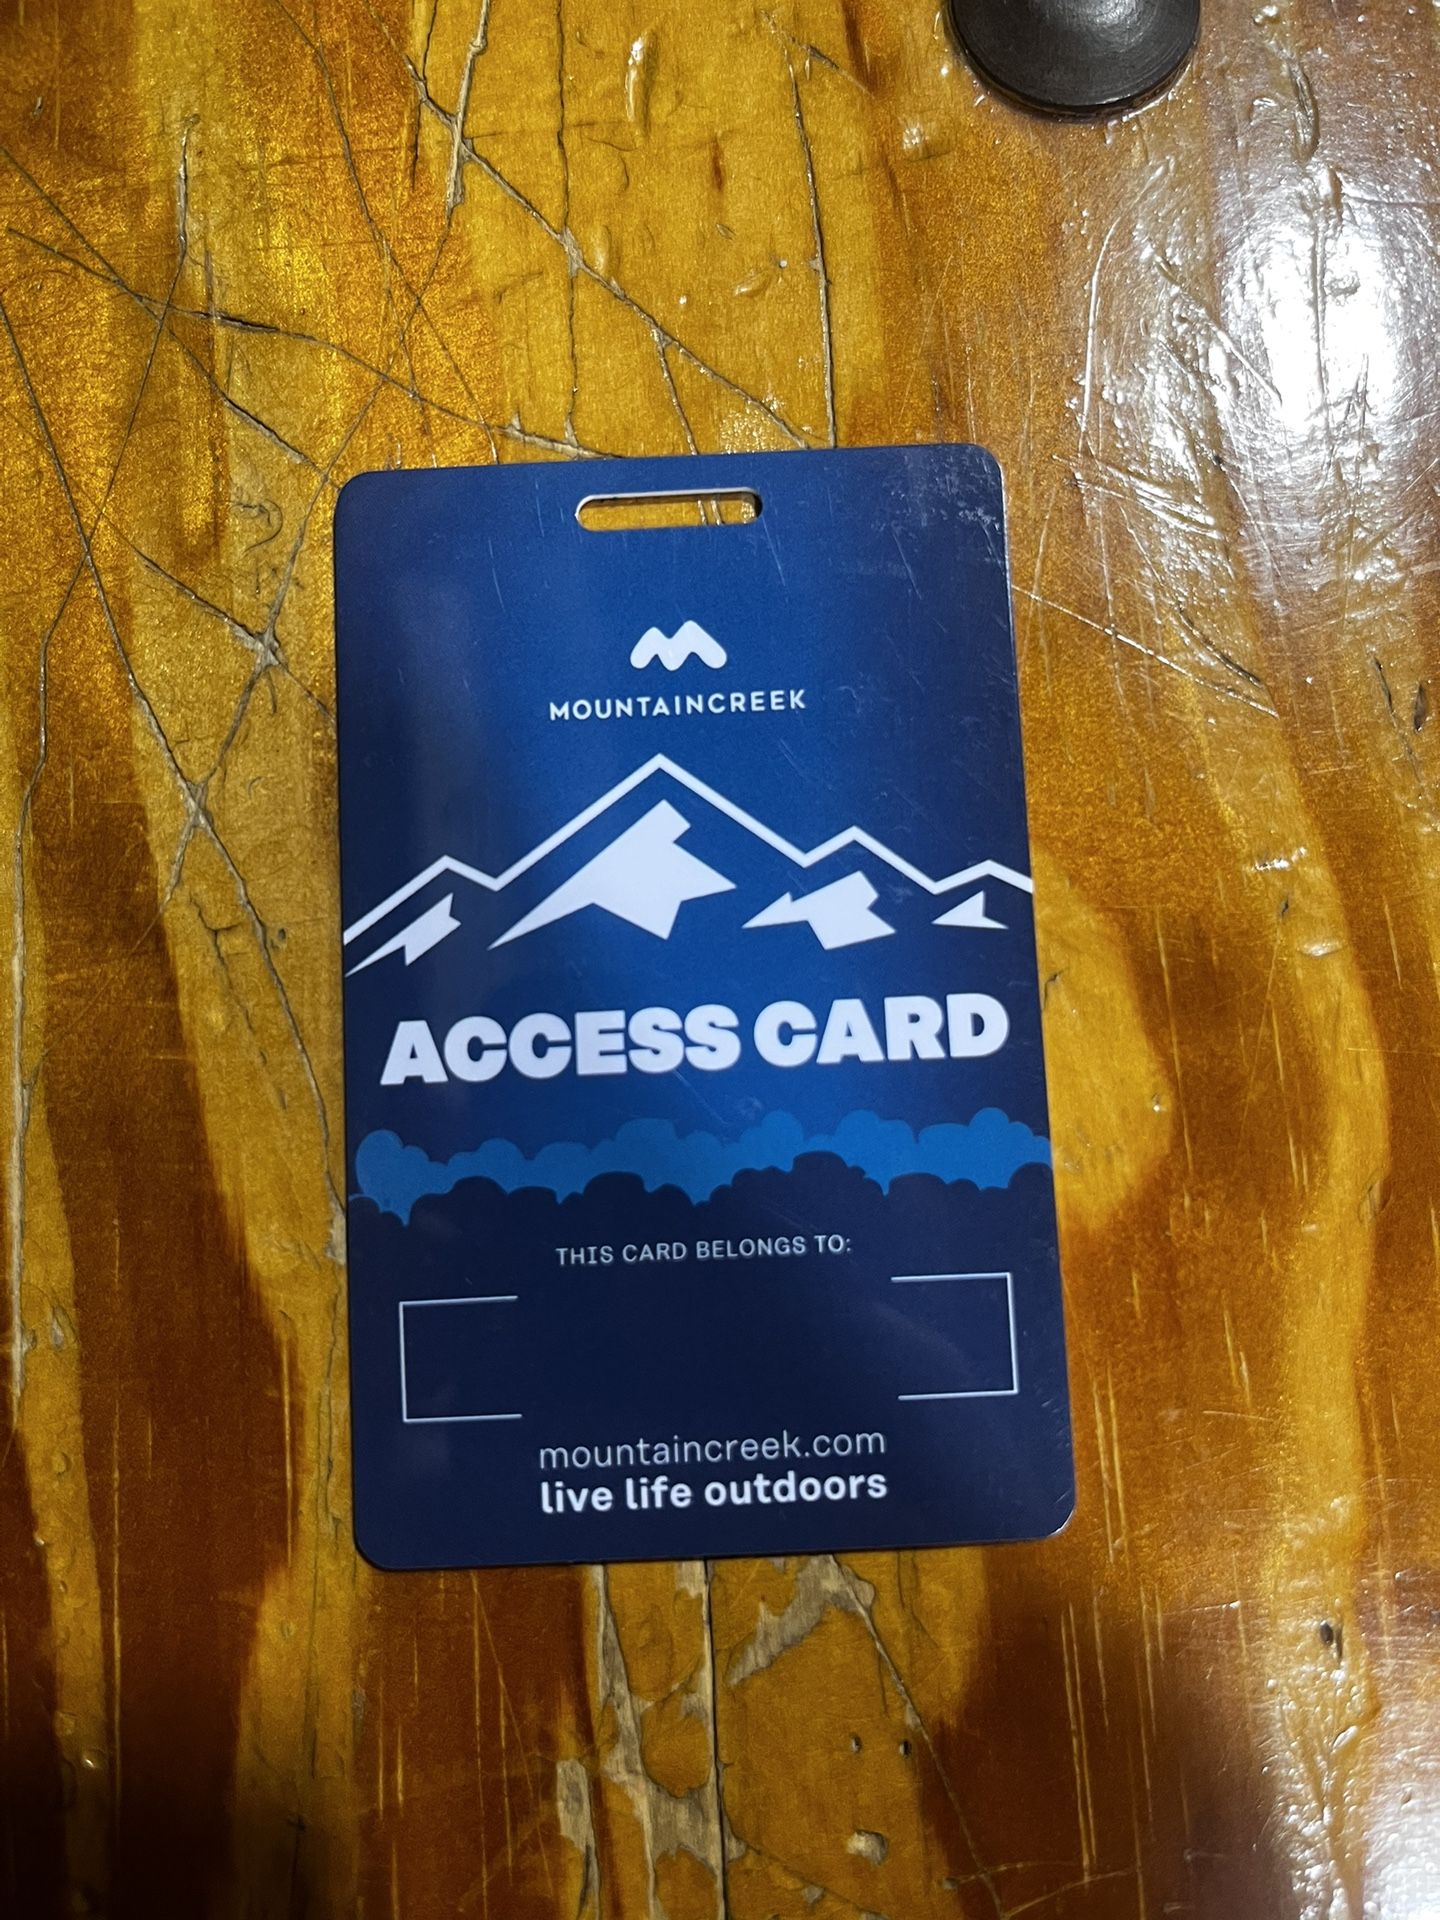 MOUNTAINCREEK
ACCESS CARD
THIS CARD BELONGS TO:
mountaincreek.com
live life outdoors